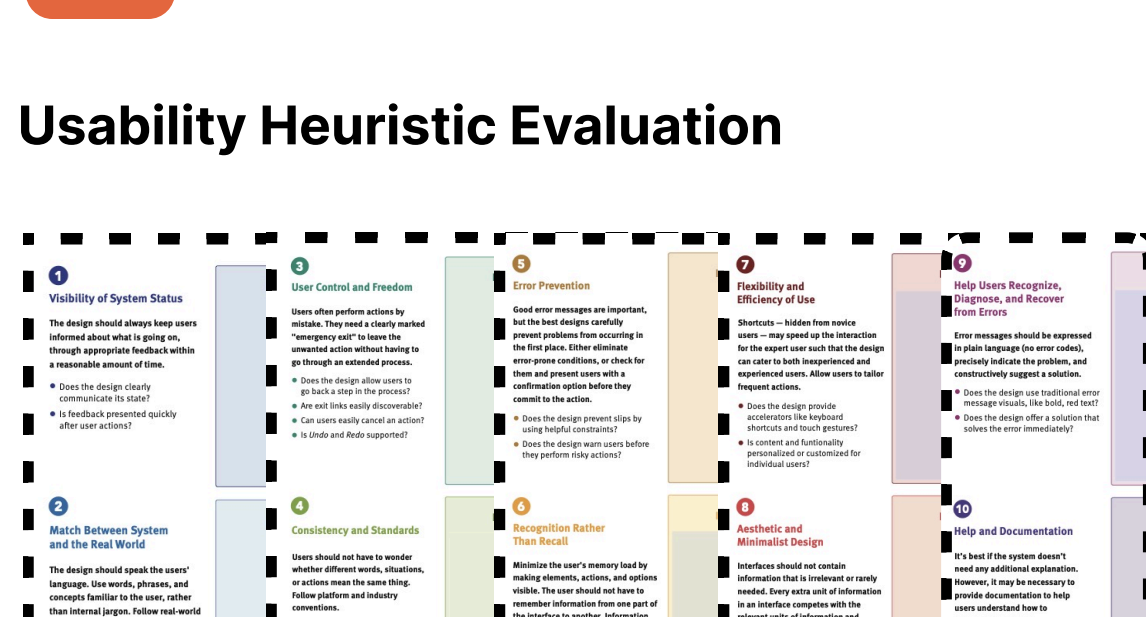 Usability Heuristic Evaluation
1
Visibility of System Status
The design should always keep users
informed about what is going on,
through appropriate feedback within
a reasonable amount of time.
Does the design clearly
communicate its state?
Is feedback presented quickly
after user actions?
2
Match Between System
and the Real World
The design should speak the users'
language. Use words, phrases, and
concepts familiar to the user, rather
than internal jargon. Follow real-world
3
User Control and Freedom
Users often perform actions by
mistake. They need a clearly marked
"emergency exit" to leave the
unwanted action without having to
go through an extended process.
Does the design allow users to
go back a step in the process?
Are exit links easily discoverable?
Can users easily cancel an action?
Is Undo and Redo supported?
4
Consistency and Standards
Users should not have to wonder
whether different words, situations,
or actions mean the same thing.
Follow platform and industry
conventions.
5
Error Prevention
Good error messages are important,
but the best designs carefully
prevent problems from occurring in
the first place. Either eliminate
error-prone conditions, or check for
them and present users with a
confirmation option before they
commit to the action.
Does the design prevent slips by
using helpful constraints?
Does the design warn users before
they perform risky actions?
6
Recognition Rather
Than Recall
Minimize the user's memory load by
making elements, actions, and options
visible. The user should not have to
remember information from one part of
the interface to another. Information
7
Flexibility and
Efficiency of Use
Shortcuts — hidden from novice
users — may speed up the interaction
for the expert user such that the design
can cater to both inexperienced and
experienced users. Allow users to tailor
frequent actions.
Does the design provide
accelerators like keyboard
shortcuts and touch gestures?
Is content and funtionality
personalized or customized for
individual users?
8
Aesthetic and
Minimalist Design
Interfaces should not contain
information that is irrelevant or rarely
needed. Every extra unit of information
in an interface competes with the
relevant units of information and
9
Help Users Recognize,
Diagnose, and Recover
from Errors
Error messages should be expressed
in plain language (no error codes),
precisely indicate the problem, and
constructively suggest a solution.
Does the design use traditional error
message visuals, like bold, red text?
Does the design offer a solution that
solves the error immediately?
10
Help and Documentation
It's best if the system doesn't
need any additional explanation.
However, it may be necessary to
provide documentation to help
users understand how to